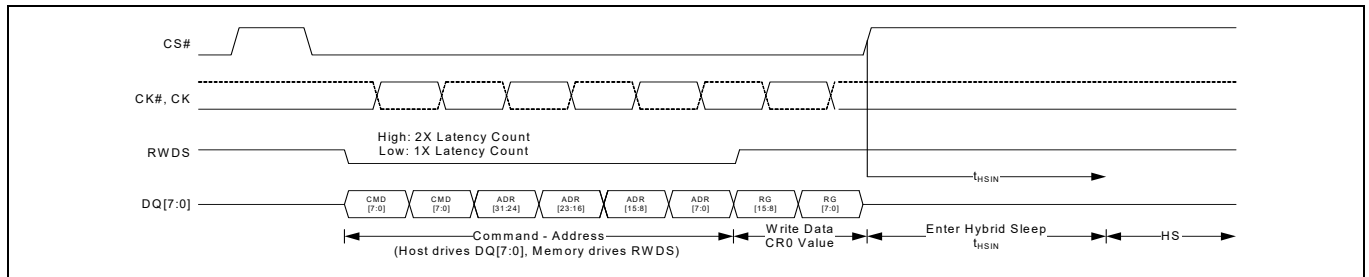 CS#
CK#, CK
High: 2X Latency Count
Low: 1X Latency Count
RWDS
tHSIN
DQ[7:0]
CMD [7:0] CMD [7:0] ADR [31:24] ADR [23:16] ADR [15:8] ADR [7:0] RG [15:8] RG [7:0]
Command - Address
(Host drives DQ[7:0], Memory drives RWDS)
Write Data
CR0 Value
Enter Hybrid Sleep
tHSIN
HS